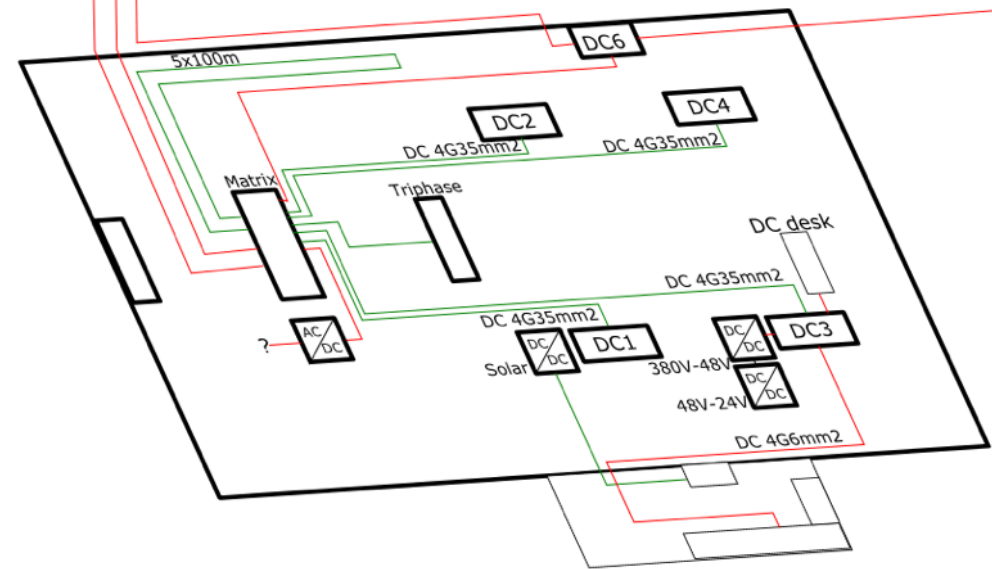 DC6
5x100m
DC4
DC2
DC 4G35mm2
DC 4G35mm2
Matrix
Triphase
DC desk
DC 4G35mm2
DC 4G35mm2
AC/DC
?
DC/DC
DC1
Solar
DC/DC
DC3
380V-48V
DC/DC
48V-24V
DC 4G6mm2